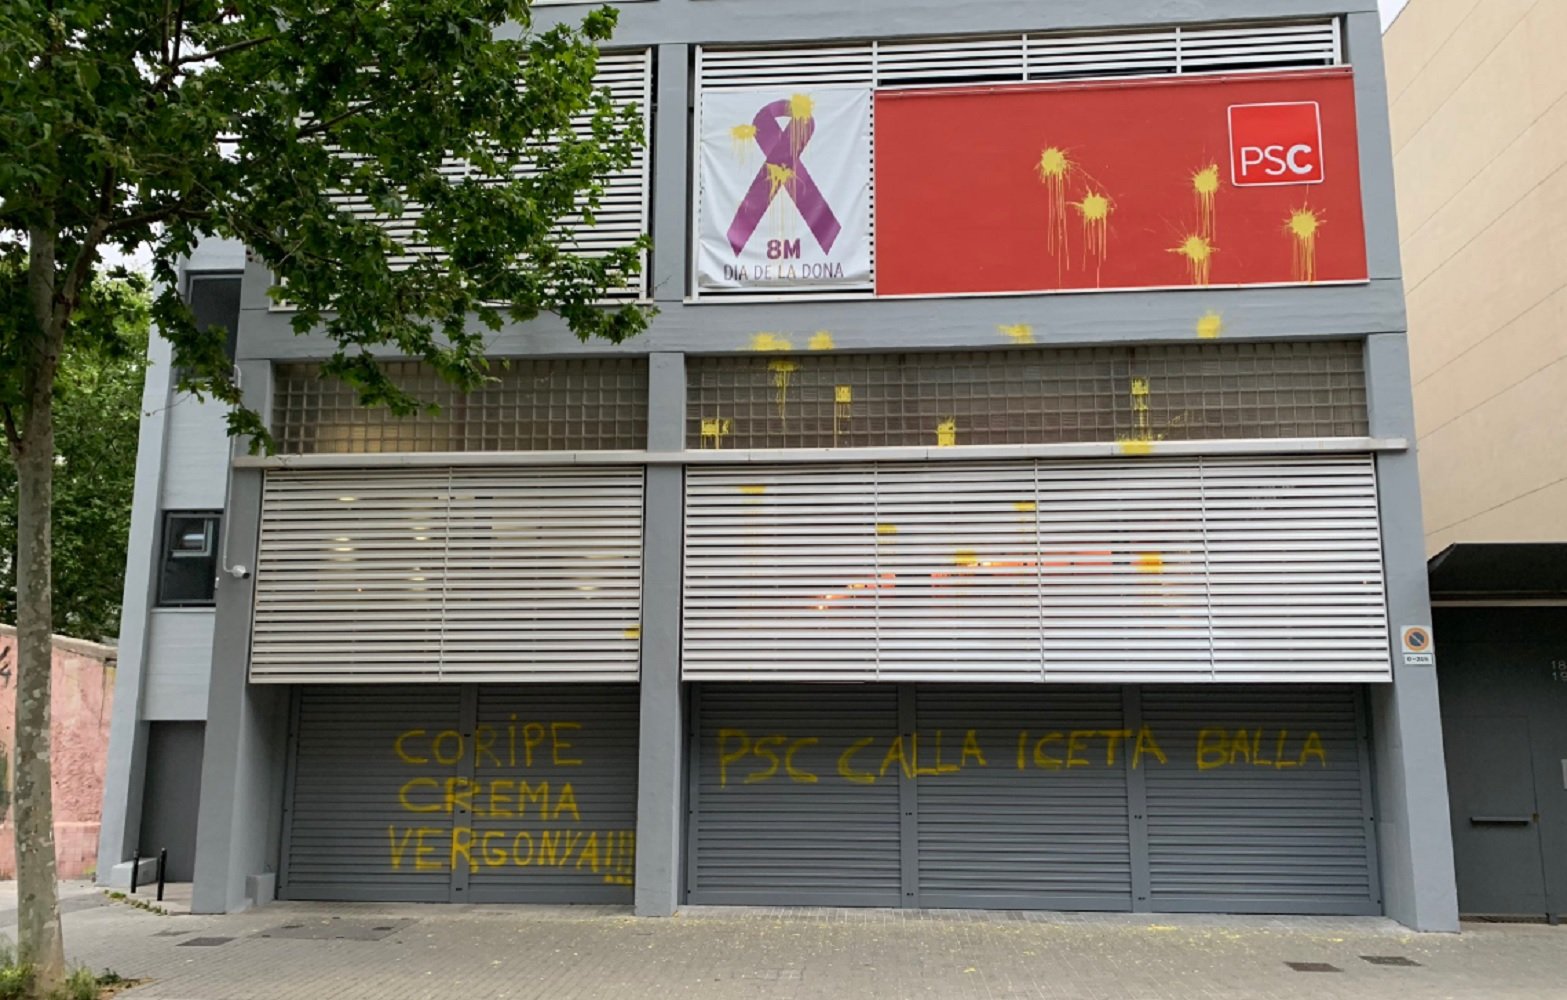 PSC
8M
DIA DE LA DONA
CORIPE
CREMA
VERGONYA!!!
PSC CALLA ICETA BALLA